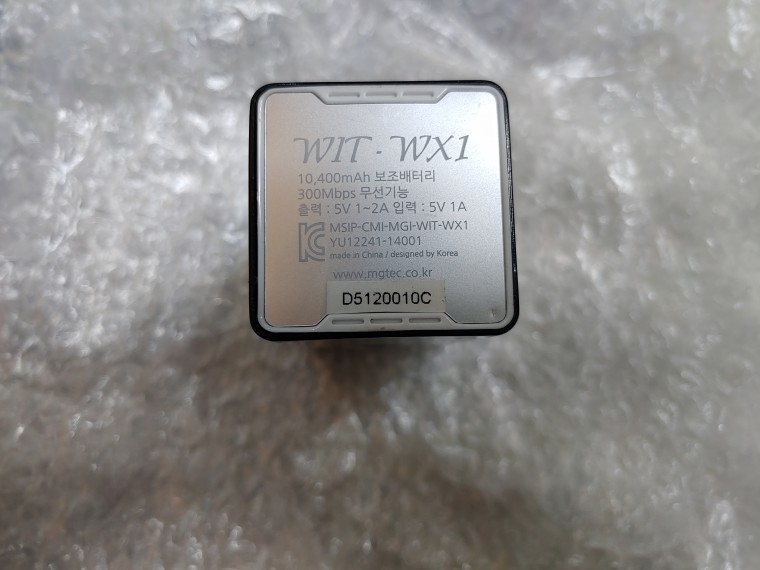 WIT - WX1
10,400mAh 보조배터리
300Mbps 무선기능
출력 : 5V 1~2A 입력 : 5V 1A
MSIP-CMI-MGI-WIT-WX1
YU12241-14001
made in China / designed by Korea
www.mgtec.co.kr
D5120010C